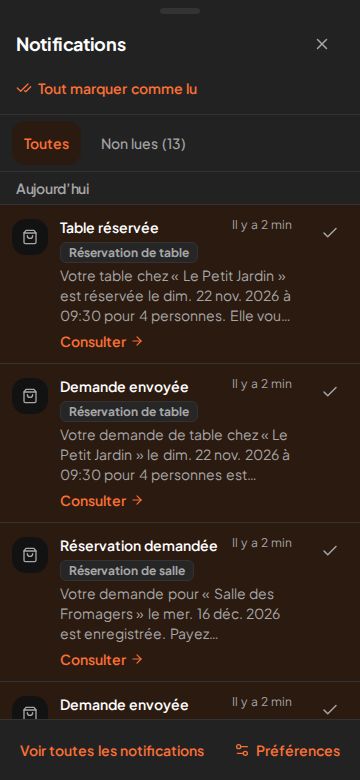 Notifications
Tout marquer comme lu
Toutes
Non lues (13)
Aujourd'hui
Table réservée
Il y a 2 min
Réservation de table
Votre table chez « Le Petit Jardin »
est réservée le dim. 22 nov. 2026 à
09:30 pour 4 personnes. Elle vou…
Consulter →
Demande envoyée
Il y a 2 min
Réservation de table
Votre demande de table chez « Le
Petit Jardin » le dim. 22 nov. 2026 à
09:30 pour 4 personnes est…
Consulter →
Réservation demandée
Il y a 2 min
Réservation de salle
Votre demande pour « Salle des
Fromagers » le mer. 16 déc. 2026
est enregistrée. Payez…
Consulter →
Demande envoyée
Il y a 2 min
Voir toutes les notifications
Préférences